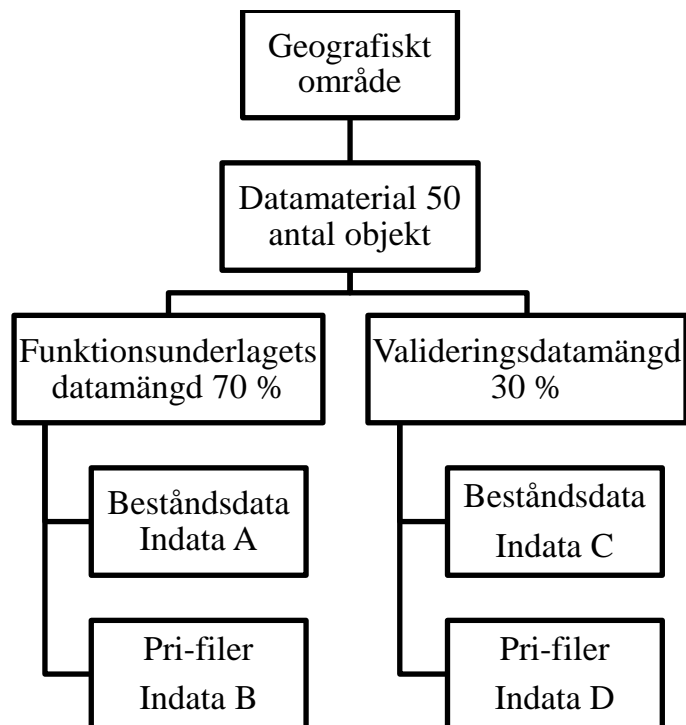 Geografiskt
område
Datamaterial 50
antal objekt
Funktionsunderlagets
datamängd 70 %
Valideringsdatamängd
30 %
Beståndsdata
Indata A
Beståndsdata
Indata C
Pri-filer
Indata B
Pri-filer
Indata D